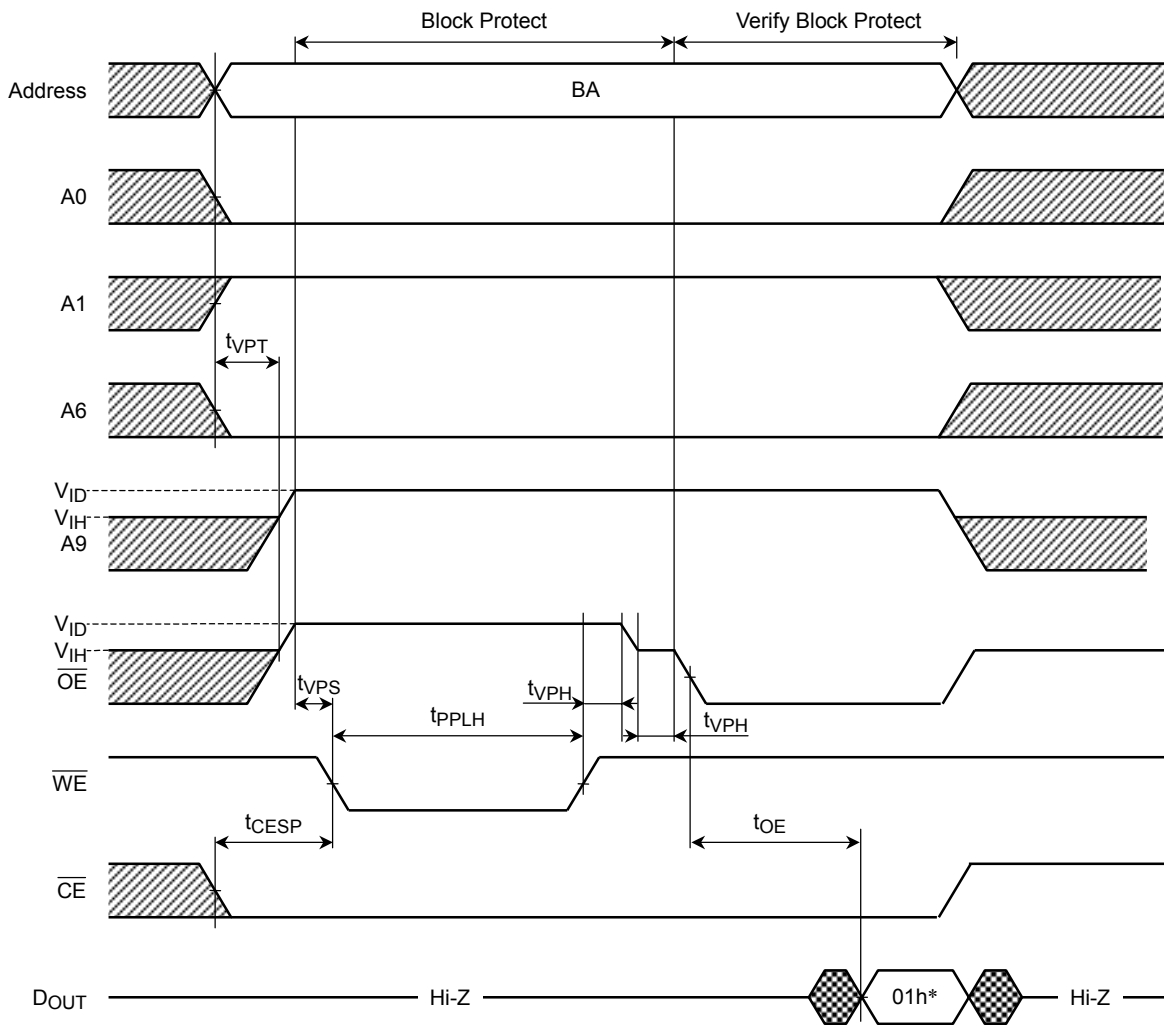 Block Protect
Verify Block Protect
Address
BA
A0
A1
tVPT
A6
VID
VIH
A9
VID
VIH
OE
tVPS
tVPH
tPPLH
tVPH
WE
tCESP
tOE
CE
DOUT
Hi-Z
01h*
Hi-Z